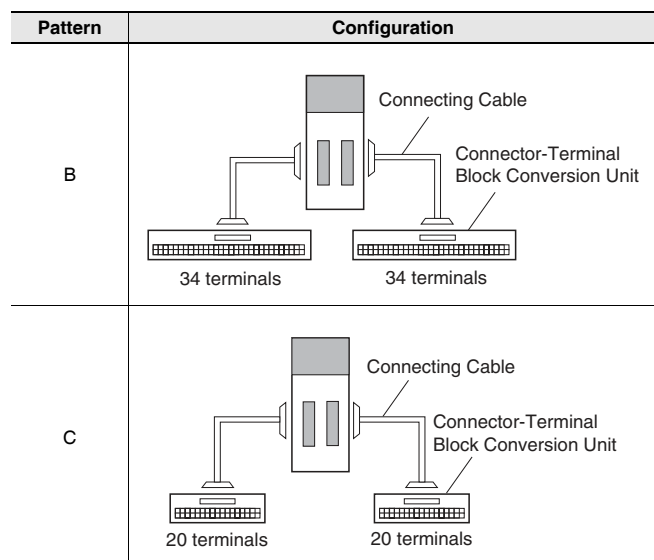 Pattern
Configuration
B
Connecting Cable
Connector-Terminal
Block Conversion Unit
34 terminals
34 terminals
C
Connecting Cable
Connector-Terminal
Block Conversion Unit
20 terminals
20 terminals